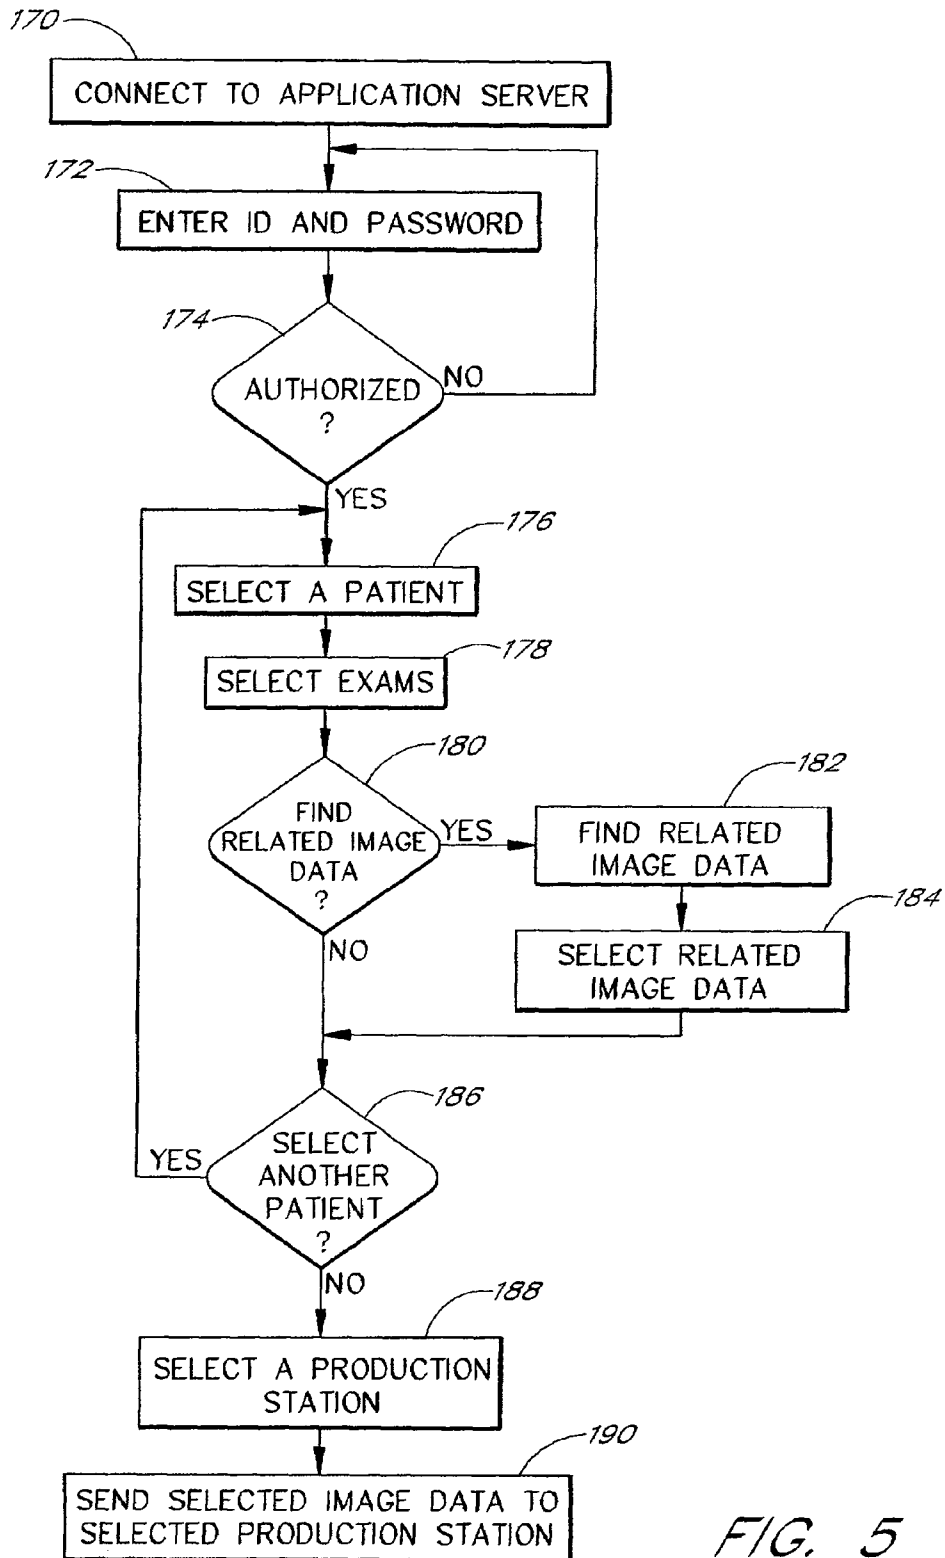 170
CONNECT TO APPLICATION SERVER
172
ENTER ID AND PASSWORD
174
AUTHORIZED
?
NO
YES
176
SELECT A PATIENT
178
SELECT EXAMS
180
FIND
RELATED IMAGE
DATA
?
YES
182
FIND RELATED
IMAGE DATA
184
SELECT RELATED
IMAGE DATA
NO
186
SELECT
ANOTHER
PATIENT
?
YES
NO
188
SELECT A PRODUCTION
STATION
190
SEND SELECTED IMAGE DATA TO
SELECTED PRODUCTION STATION
FIG. 5